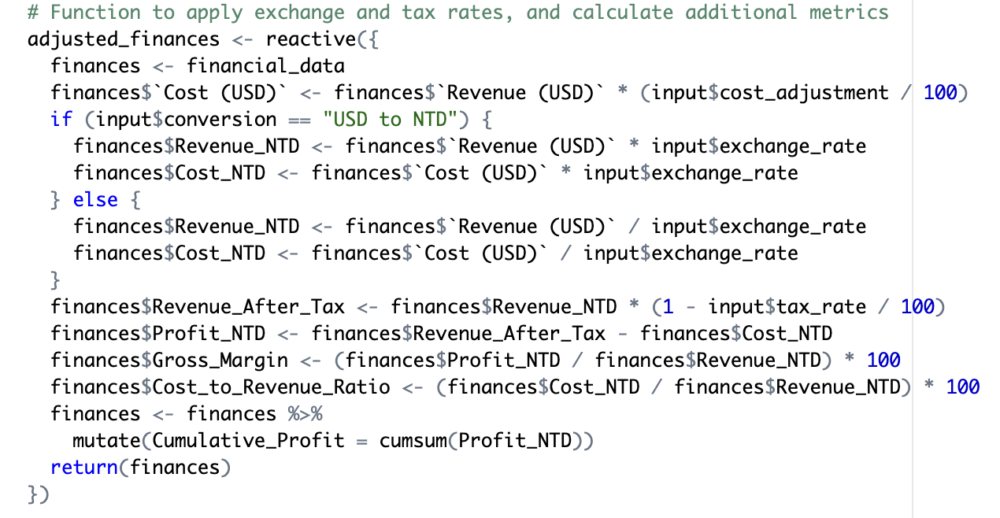 # Function to apply exchange and tax rates, and calculate additional metrics
adjusted_finances <- reactive({
  finances <- financial_data
  finances$`Cost (USD)` <- finances$`Revenue (USD)` * (input$cost_adjustment / 100)
  if (input$conversion == "USD to NTD") {
    finances$Revenue_NTD <- finances$`Revenue (USD)` * input$exchange_rate
    finances$Cost_NTD <- finances$`Cost (USD)` * input$exchange_rate
  } else {
    finances$Revenue_NTD <- finances$`Revenue (USD)` / input$exchange_rate
    finances$Cost_NTD <- finances$`Cost (USD)` / input$exchange_rate
  }
  finances$Revenue_After_Tax <- finances$Revenue_NTD * (1 - input$tax_rate / 100)
  finances$Profit_NTD <- finances$Revenue_After_Tax - finances$Cost_NTD
  finances$Gross_Margin <- (finances$Profit_NTD / finances$Revenue_NTD) * 100
  finances$Cost_to_Revenue_Ratio <- (finances$Cost_NTD / finances$Revenue_NTD) * 100
  finances <- finances %>%
    mutate(Cumulative_Profit = cumsum(Profit_NTD))
  return(finances)
})